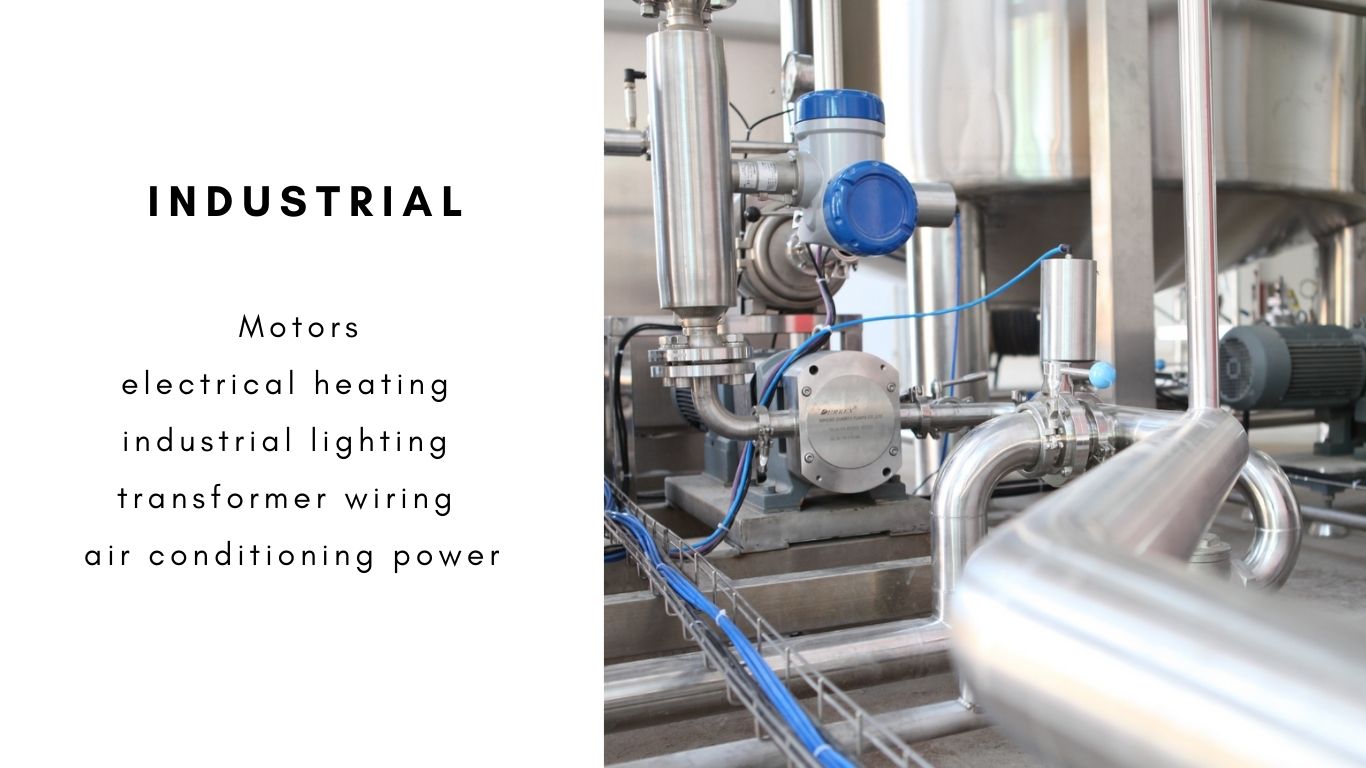 INDUSTRIAL
Motors
electrical heating
industrial lighting
transformer wiring
air conditioning power